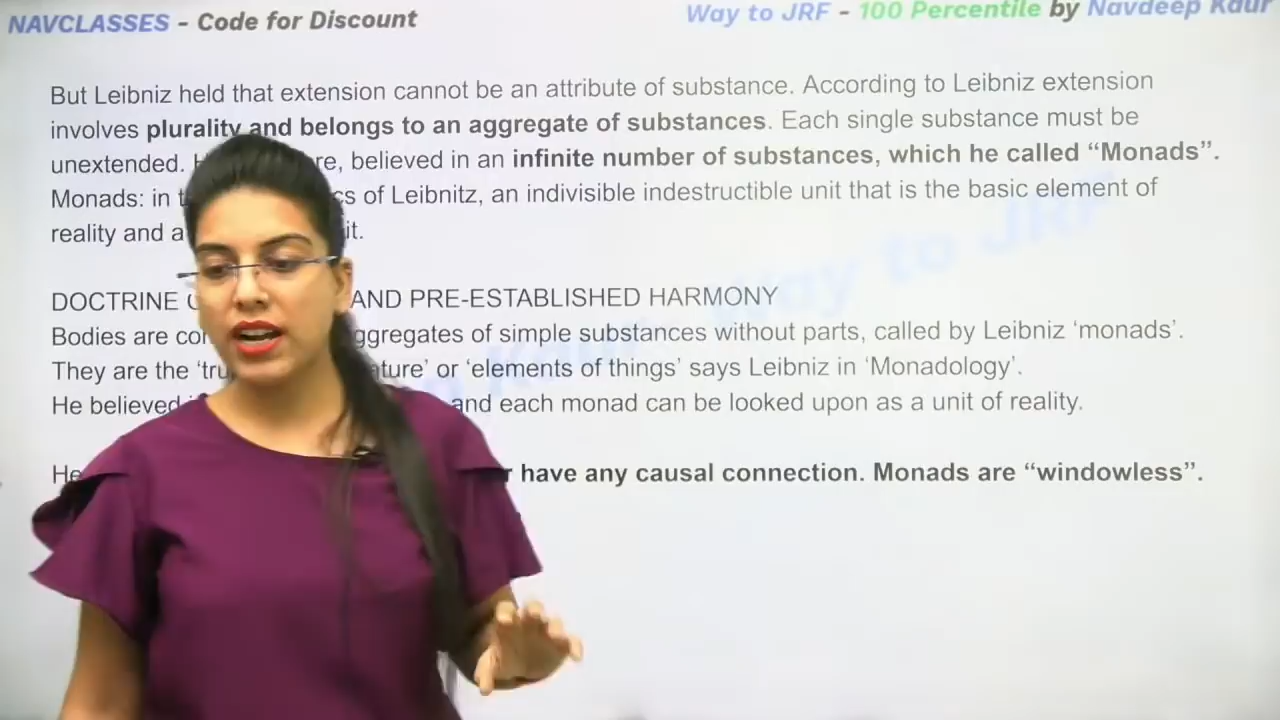 NAVCLASSES - Code for Discount
Way to JRF - 100 Percentile by Navdeep Kaur
But Leibniz held that extension cannot be an attribute of substance. According to Leibniz extension
involves plurality and belongs to an aggregate of substances. Each single substance must be
unextended. re, believed in an infinite number of substances, which he called “Monads”.
Monads: in cs of Leibnitz, an indivisible indestructible unit that is the basic element of
reality and a it.
DOCTRINE AND PRE-ESTABLISHED HARMONY
Bodies are ggregates of simple substances without parts, called by Leibniz ‘monads’.
They are the ‘tru ature’ or ‘elements of things’ says Leibniz in ‘Monadology’.
He believed and each monad can be looked upon as a unit of reality.
He have any causal connection. Monads are “windowless”.
Way to JRF